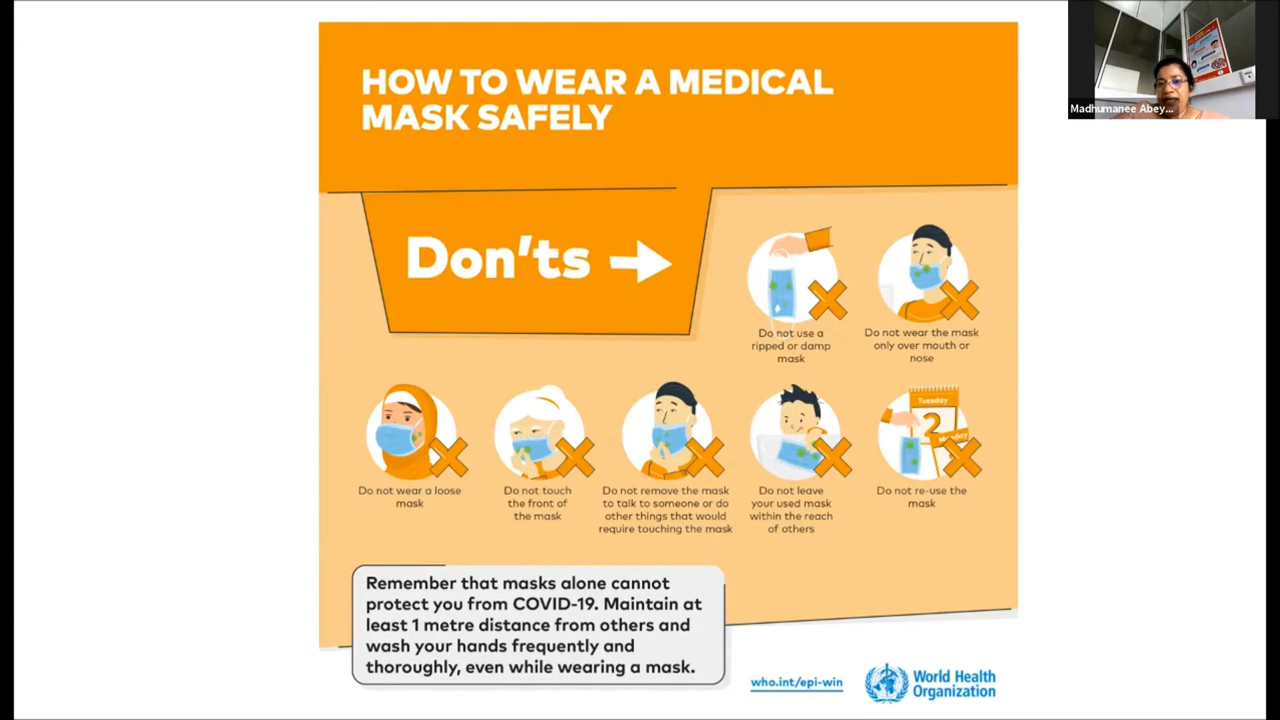 HOW TO WEAR A MEDICAL
MASK SAFELY
Madhumanee Abey...
Don'ts
Do not use a
ripped or damp
mask
Do not wear the mask
only over mouth or
nose
Tuesday
2
Monday
Do not wear a loose
mask
Do not touch
the front of
the mask
Do not remove the mask
to talk to someone or do
other things that would
require touching the mask
Do not leave
your used mask
within the reach
of others
Do not re-use the
mask
Remember that masks alone cannot
protect you from COVID-19. Maintain at
least 1 metre distance from others and
wash your hands frequently and
thoroughly, even while wearing a mask.
who.int/epi-win
World Health
Organization